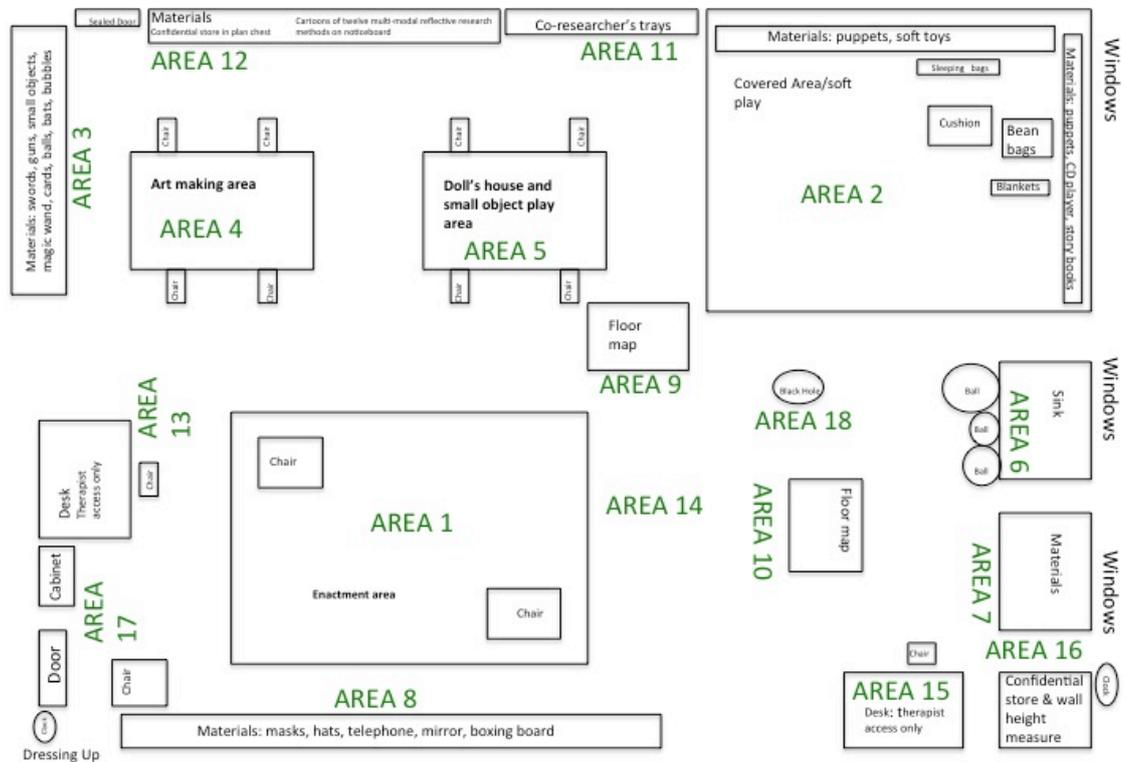 Sealed Door
Materials
Confidential store in plan chest
Cartoons of twelve multi-modal reflective research
methods on noticeboard
Co-researcher's trays
AREA 12
AREA 11
Materials: swords, guns, small objects,
magic wand, cards, balls, bats, bubbles
AREA 3
Chair
Chair
Art making area
AREA 4
Chair
Chair
Chair
Chair
Doll's house and
small object play
area
AREA 5
Chair
Chair
Materials: puppets, soft toys
Sleeping bags
Covered Area/soft
play
Cushion
Bean
bags
Blankets
AREA 2
Materials: puppets, CD player, story books
Windows
Floor
map
AREA 9
Black Hole
AREA 18
Ball
Ball
Ball
Sink
AREA 6
Windows
AREA
13
Desk
Therapist
access only
Chair
Chair
AREA 1
Enactment area
Chair
AREA 14
AREA 10
Floor map
AREA 7
Materials
Windows
Cabinet
AREA
17
Door
Chair
Dressing Up
AREA 8
Materials: masks, hats, telephone, mirror, boxing board
Chair
AREA 15
Desk: therapist
access only
AREA 16
Confidential
store & wall
height
measure